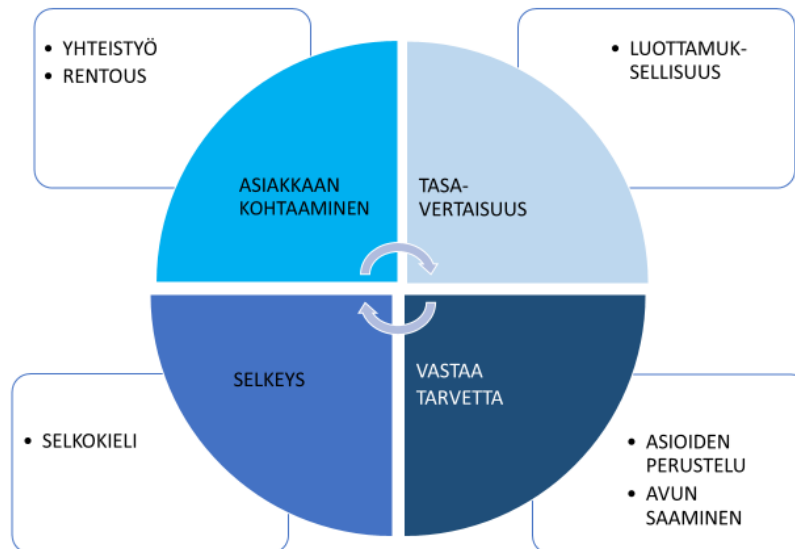 • YHTEISTYÖ
• RENTOUS
• LUOTTAMUK-
SELLISUUS
ASIAKKAAN
KOHTAAMINEN
TASA-
VERTAISUUS
SELKEYS
VASTAA
TARVETTA
• SELKOKIELI
• ASIOIDEN
PERUSTELU
• AVUN
SAAMINEN